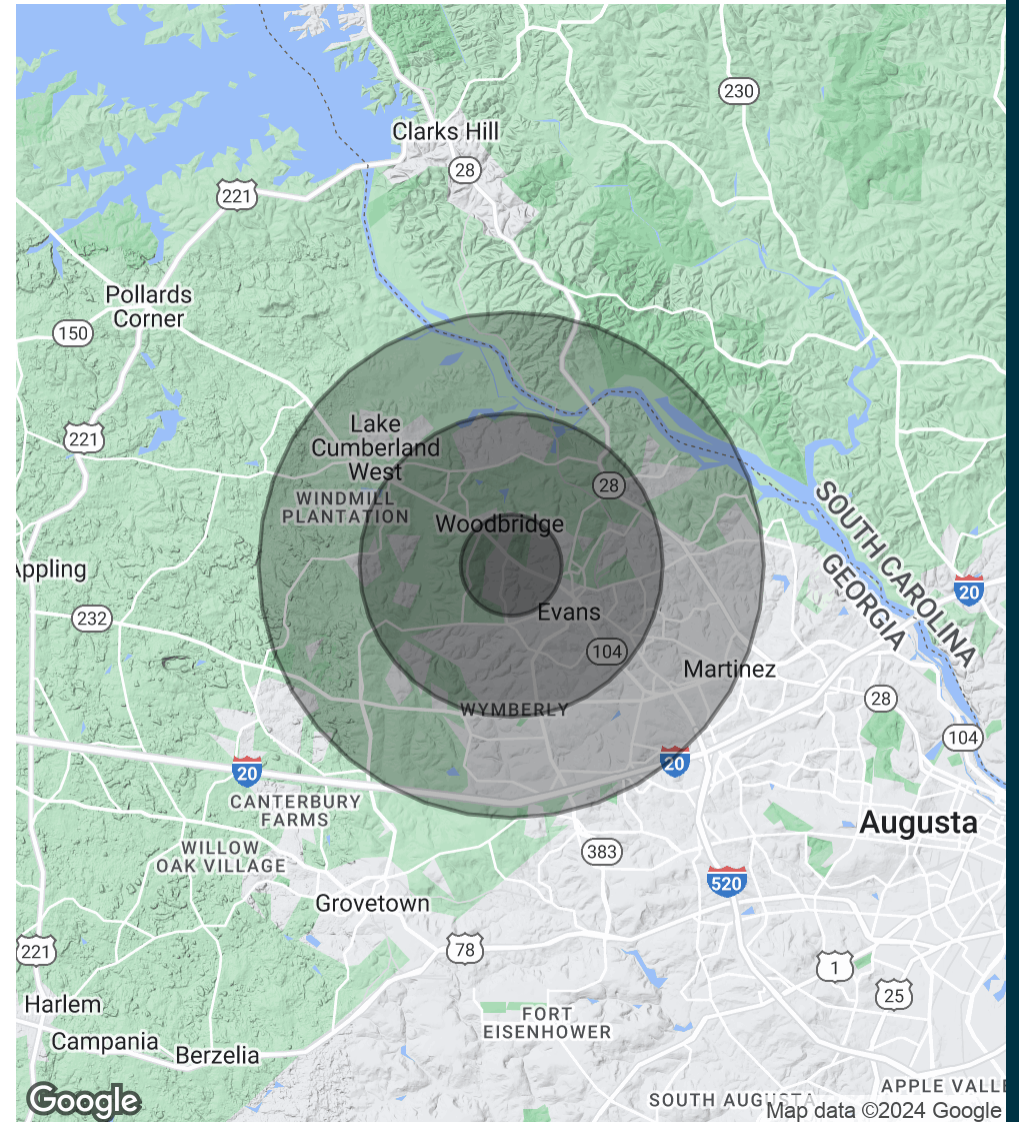 230
Clarks Hill
28
221
Pollards
Corner
150
221
Lake
Cumberland
West
28
WINDMILL
PLANTATION
Woodbridge
SOUTH CAROLINA
GEORGIA
Appling
20
232
Evans
104
Martinez
28
WYMBERLY
104
20
20
CANTERBURY
FARMS
Augusta
WILLOW
OAK VILLAGE
383
520
Grovetown
221
78
1
25
Harlem
FORT
EISENHOWER
Campania
Berzelia
APPLE VALLE
SOUTH AUGUSTA
Google
Map data ©2024 Google